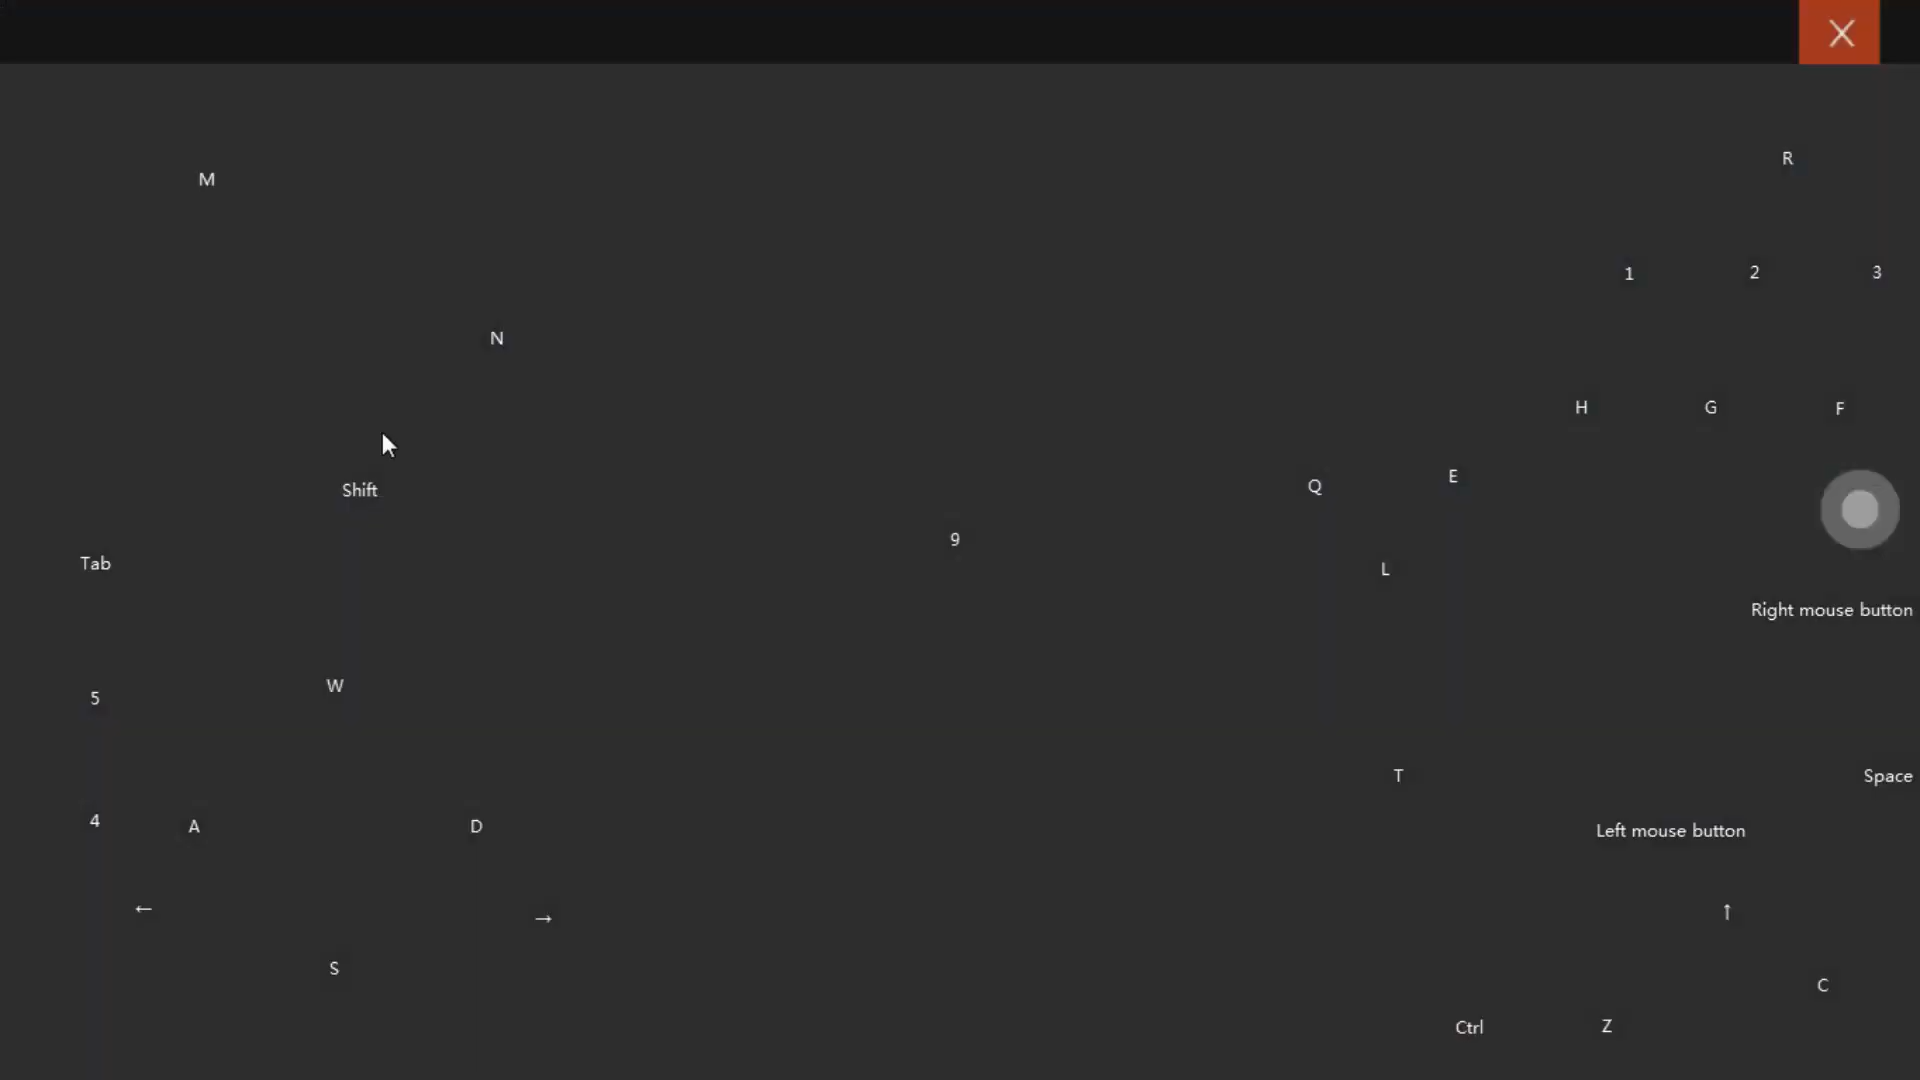 R
M
1 2 3
N
H G F
E
Q
Shift
9
Tab
L
Right mouse button
W
5
T Space
4 A D Left mouse button
← → ↑
S
C
Ctrl Z